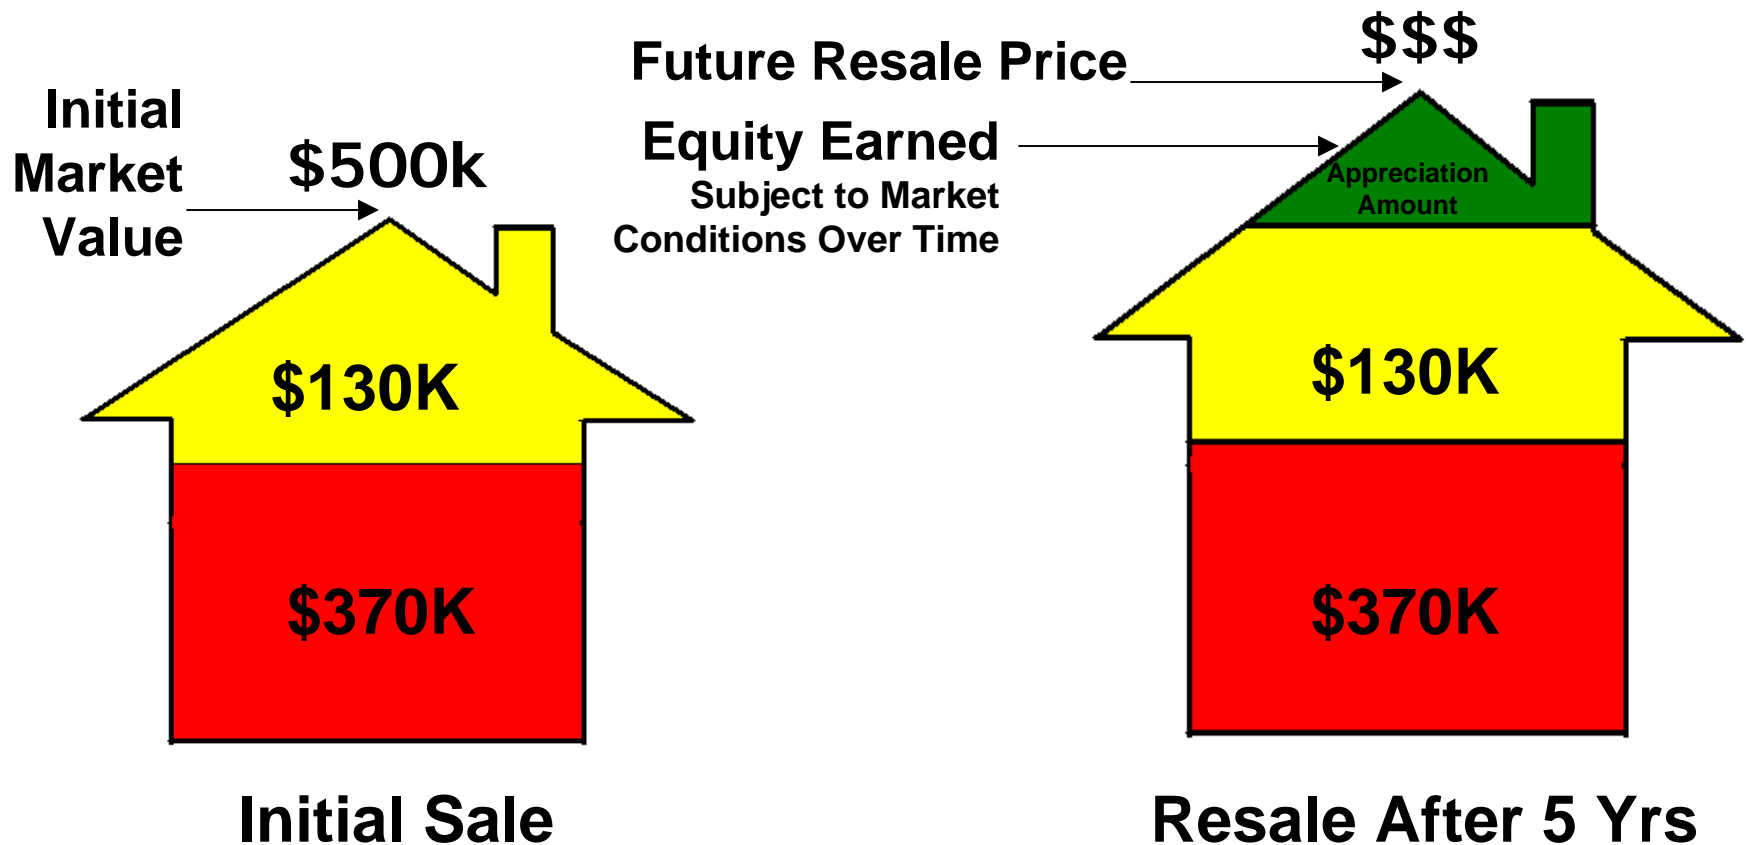 Initial
Market
Value
$500k
$130K
$370K
Initial Sale
Future Resale Price
$$$
Equity Earned
Subject to Market
Conditions Over Time
Appreciation
Amount
$130K
$370K
Resale After 5 Yrs